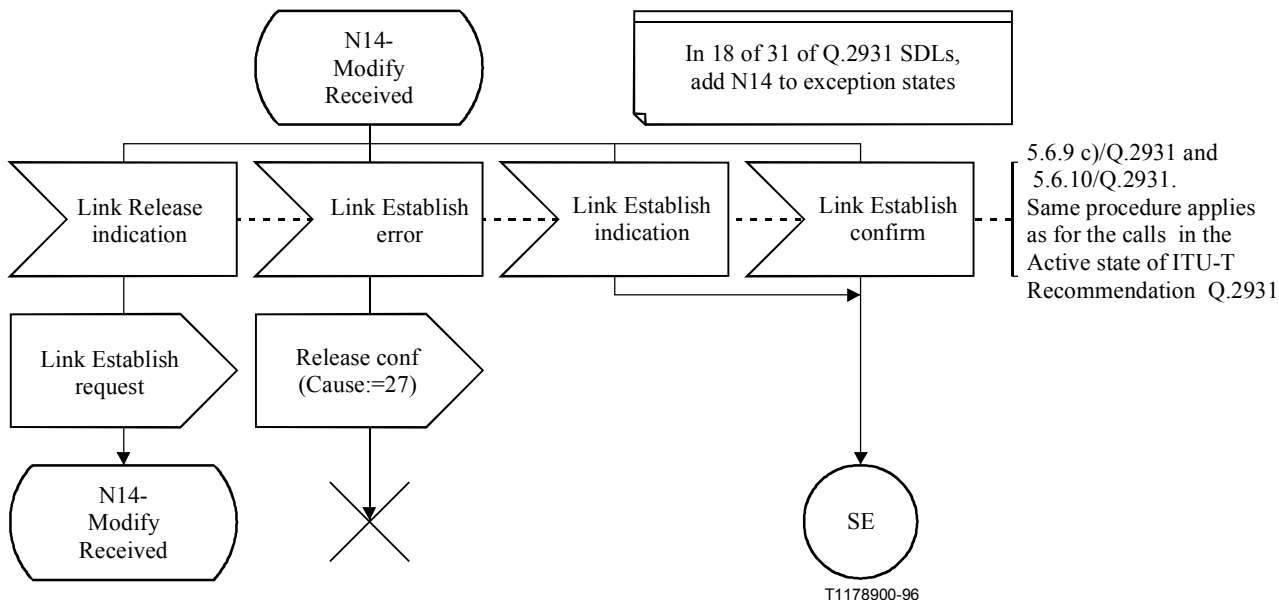 N14-
Modify
Received
In 18 of 31 of Q.2931 SDLs,
add N14 to exception states
Link Release
indication
Link Establish
error
Link Establish
indication
Link Establish
confirm
5.6.9 c)/Q.2931 and
5.6.10/Q.2931.
Same procedure applies
as for the calls in the
Active state of ITU-T
Recommendation Q.2931
Link Establish
request
Release conf
(Cause:=27)
N14-
Modify
Received
SE
T1178900-96